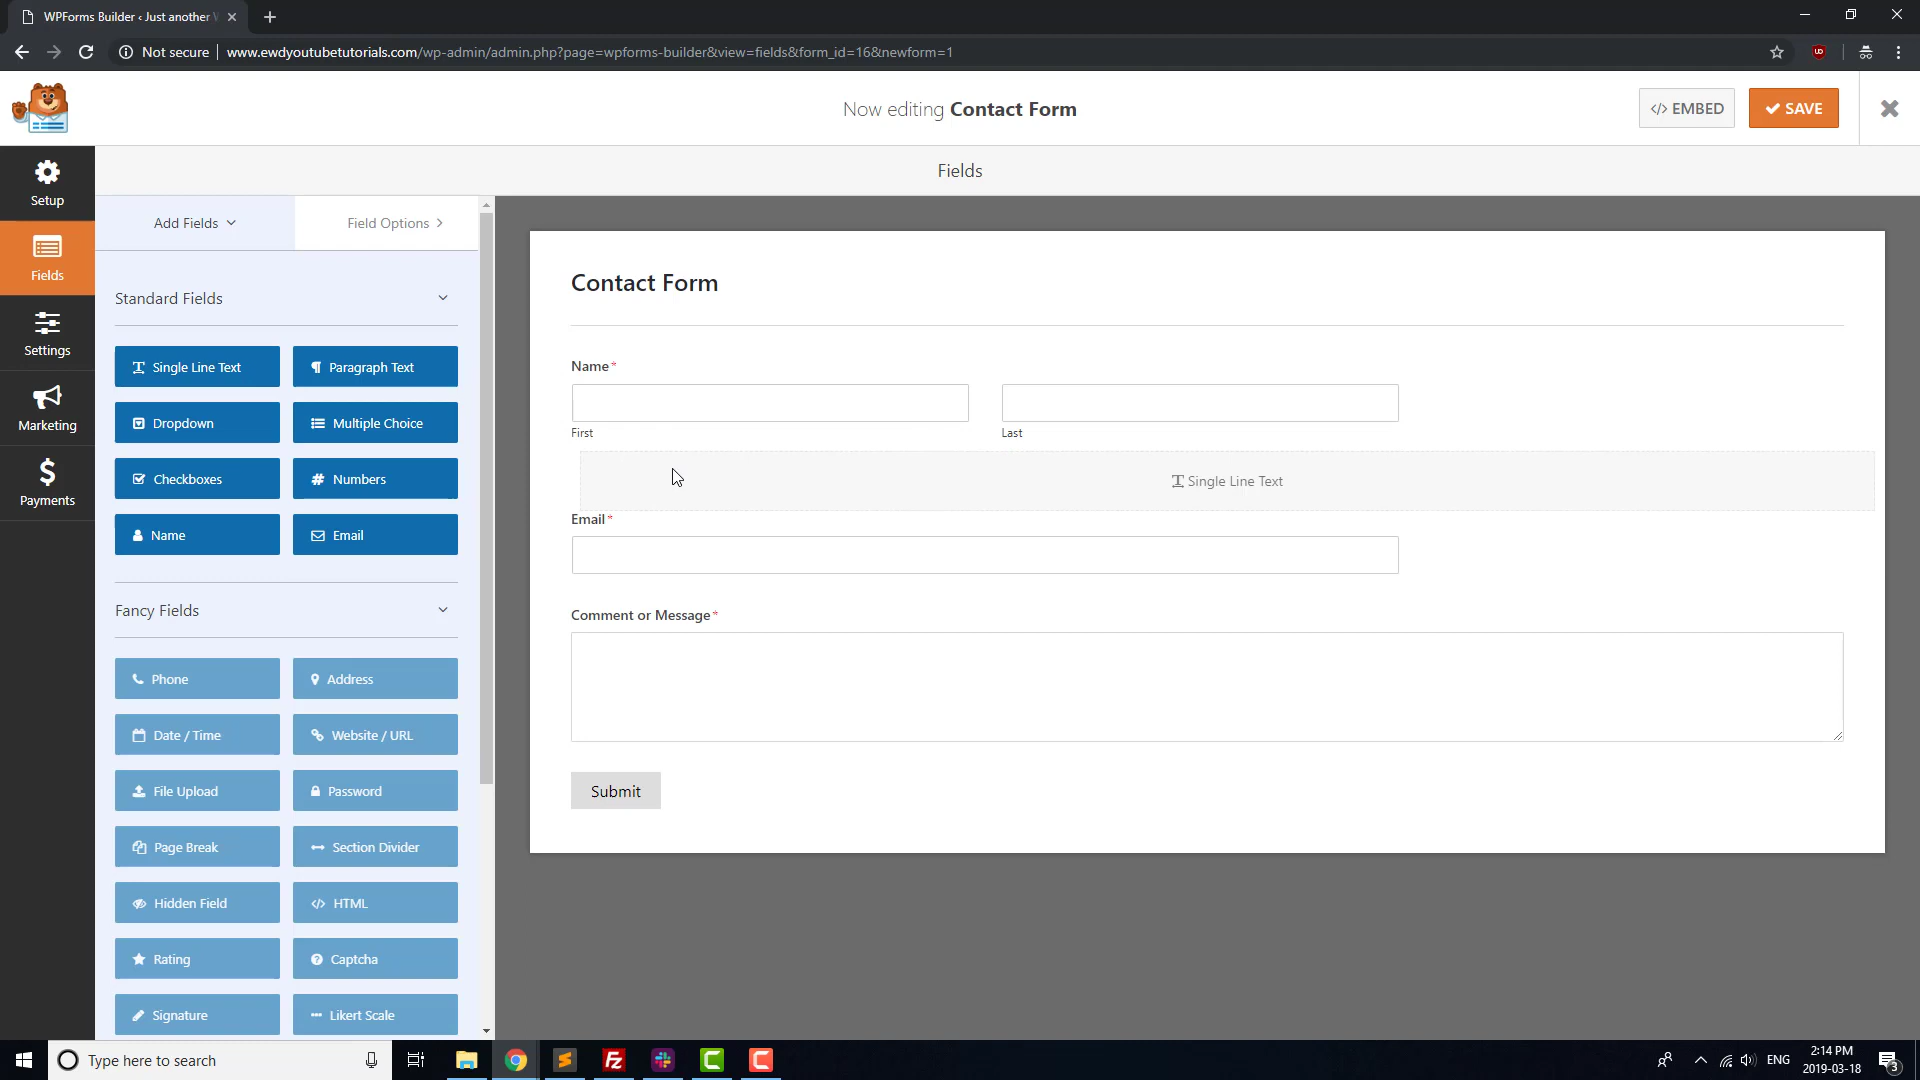 WPForms Builder ‹ Just another W
Not secure | www.ewdyoutubetutorials.com/wp-admin/admin.php?page=wpforms-builder&view=fields&form_id=16&newform=1
Now editing Contact Form
</> EMBED
SAVE
Setup
Fields
Settings
Marketing
Payments
Fields
Add Fields
Field Options
Standard Fields
Single Line Text
Paragraph Text
Dropdown
Multiple Choice
Checkboxes
Numbers
Name
Email
Fancy Fields
Phone
Address
Date / Time
Website / URL
File Upload
Password
Page Break
Section Divider
Hidden Field
HTML
Rating
Captcha
Signature
Likert Scale
Contact Form
Name *
First
Last
Single Line Text
Email *
Comment or Message *
Submit
Type here to search
ENG
2:14 PM
2019-03-18
3